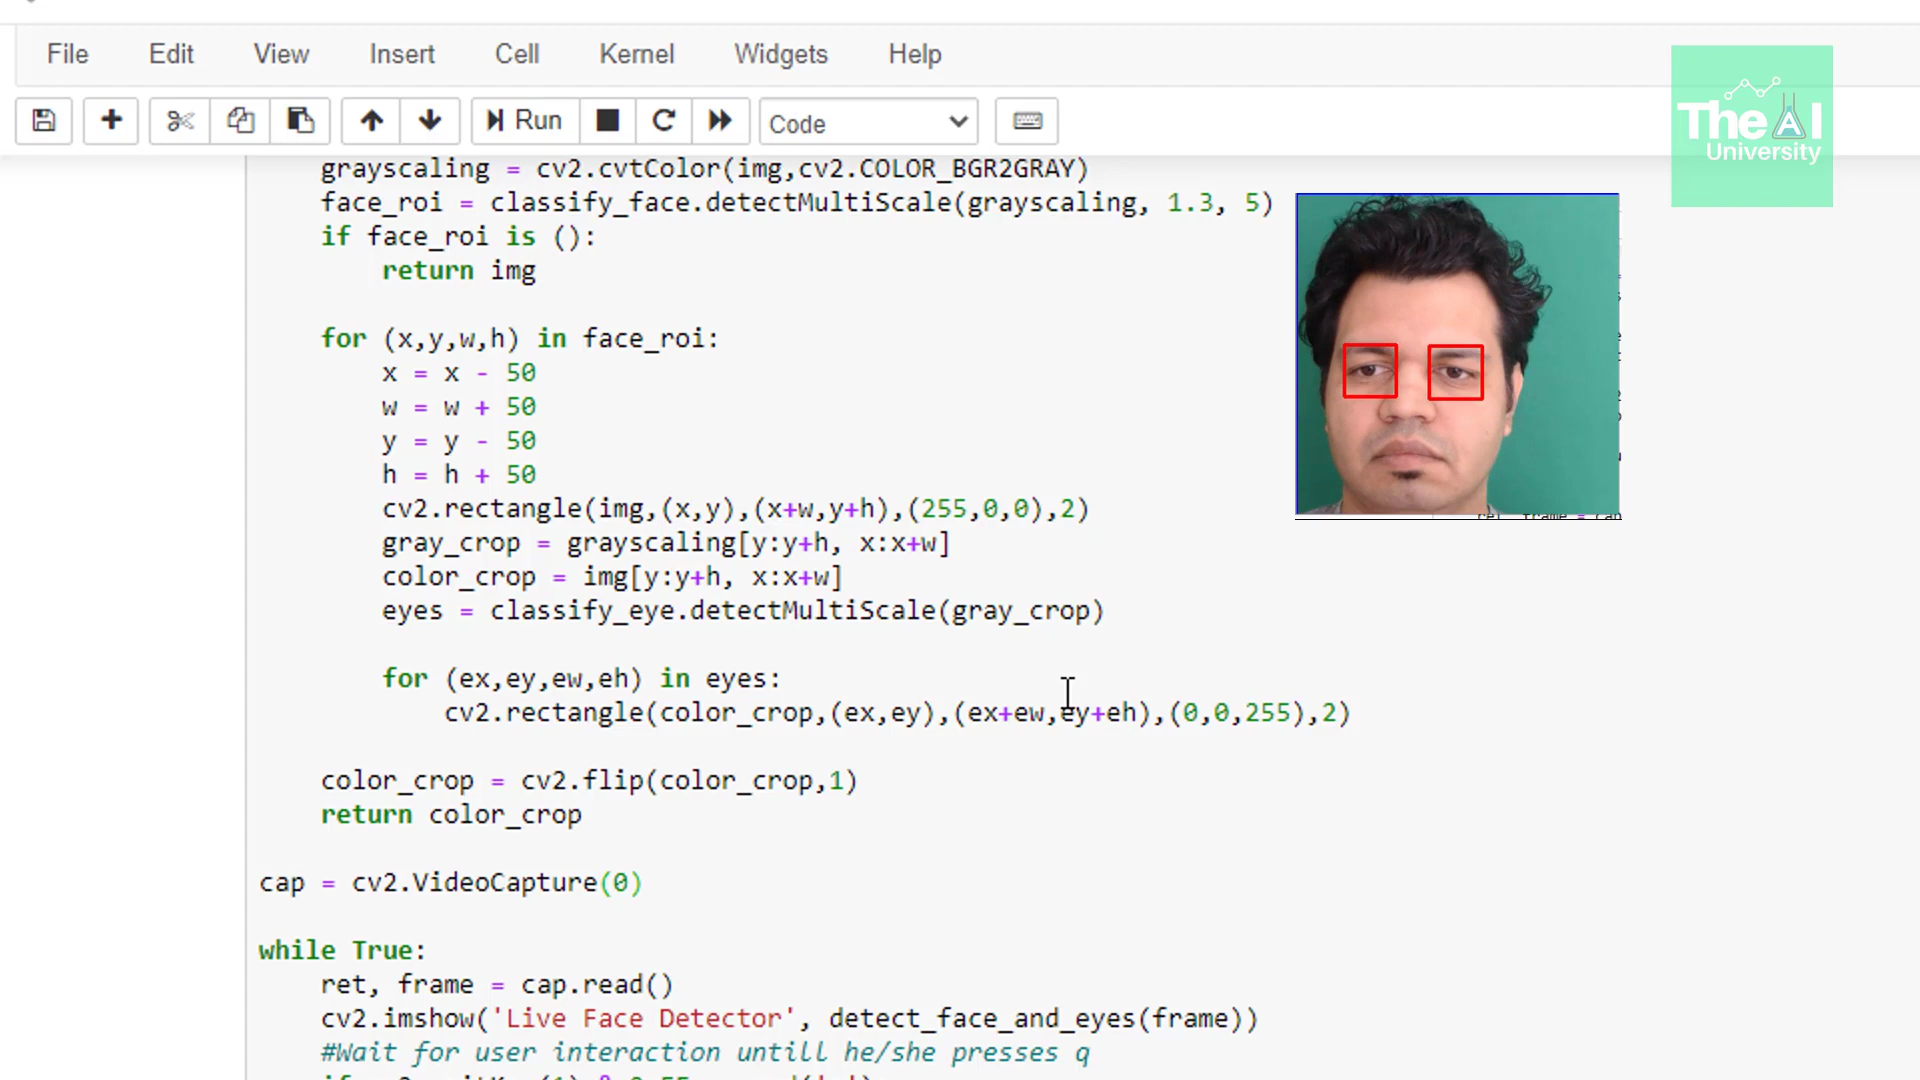 File Edit View Insert Cell Kernel Widgets Help
Run Code
The AI
University
grayscaling = cv2.cvtColor(img,cv2.COLOR_BGR2GRAY)
face_roi = classify_face.detectMultiScale(grayscaling, 1.3, 5)
if face_roi is ():
return img
for (x,y,w,h) in face_roi:
x = x - 50
w = w + 50
y = y - 50
h = h + 50
cv2.rectangle(img,(x,y),(x+w,y+h),(255,0,0),2)
gray_crop = grayscaling[y:y+h, x:x+w]
color_crop = img[y:y+h, x:x+w]
eyes = classify_eye.detectMultiScale(gray_crop)
for (ex,ey,ew,eh) in eyes:
cv2.rectangle(color_crop,(ex,ey),(ex+ew,ey+eh),(0,0,255),2)
color_crop = cv2.flip(color_crop,1)
return color_crop
cap = cv2.VideoCapture(0)
while True:
ret, frame = cap.read()
cv2.imshow('Live Face Detector', detect_face_and_eyes(frame))
#Wait for user interaction untill he/she presses q